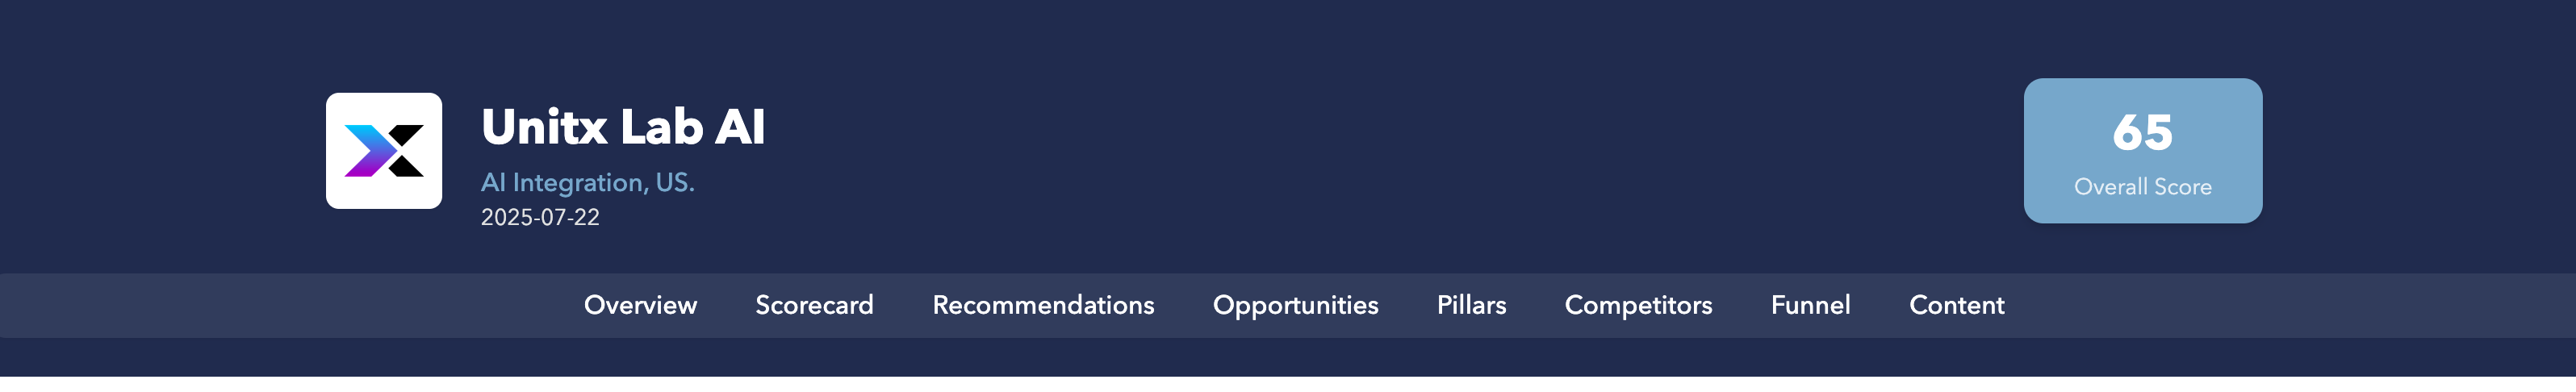 Unitx Lab AI
AI Integration, US.
2025-07-22
65
Overall Score
Overview
Scorecard
Recommendations
Opportunities
Pillars
Competitors
Funnel
Content